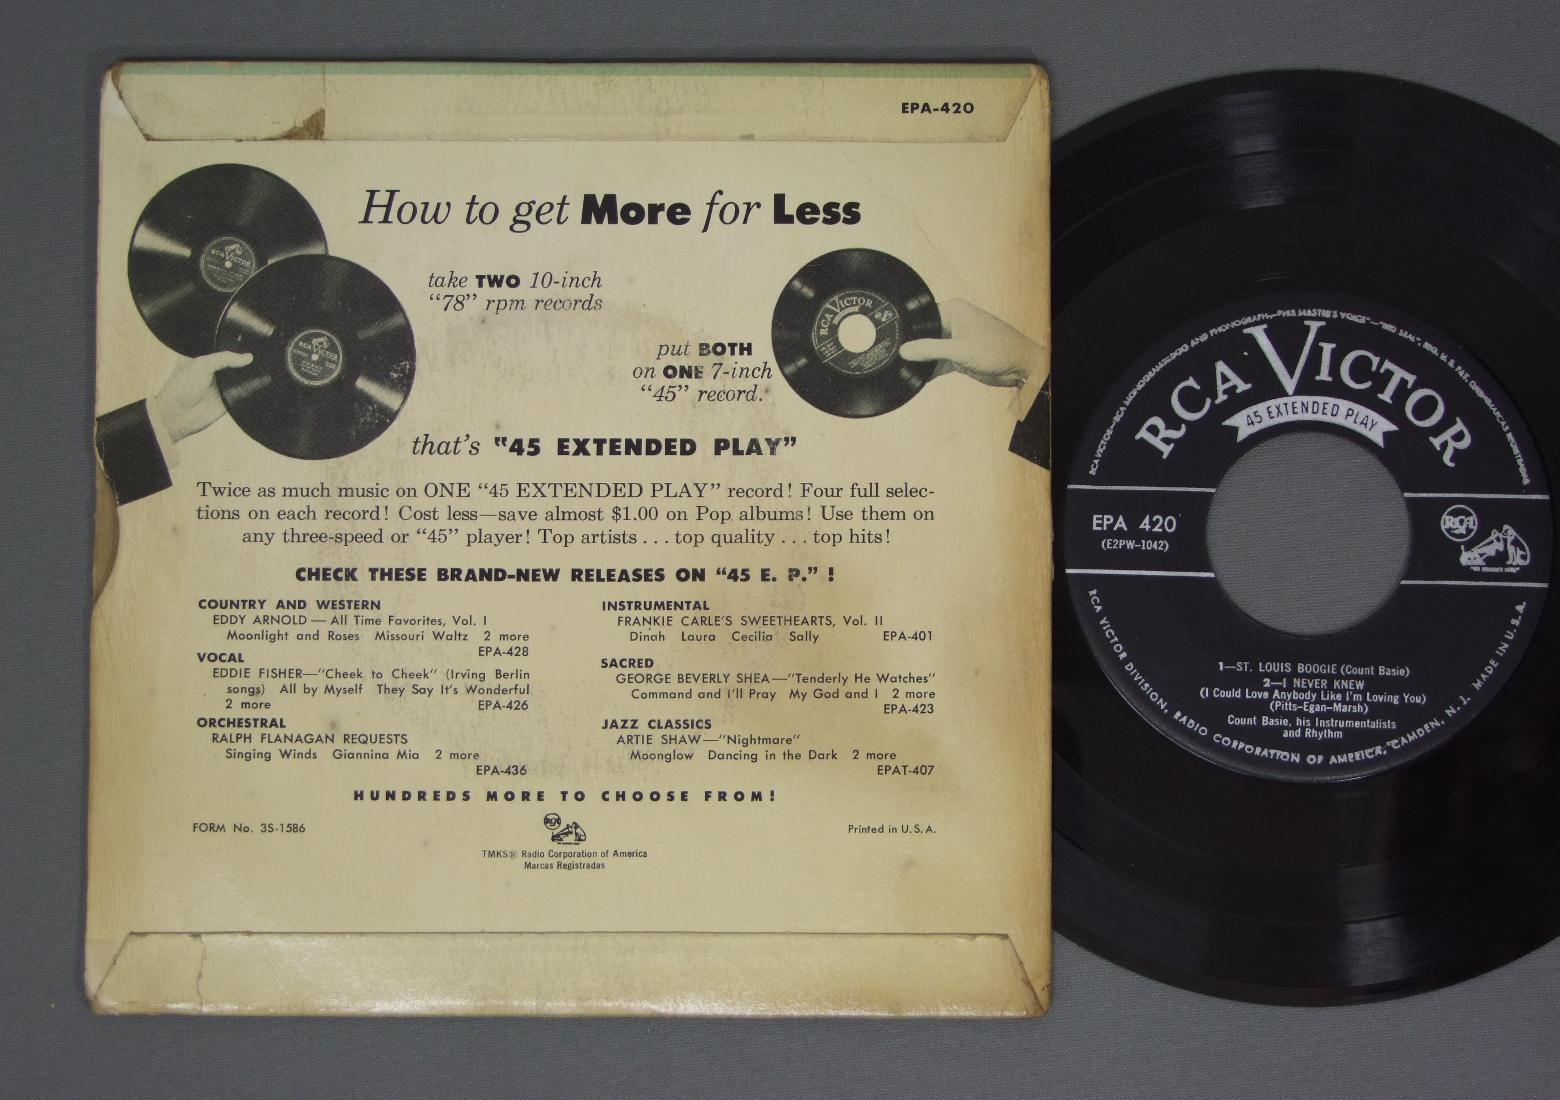 EPA-420
How to get More for Less
take TWO 10-inch
“78” rpm records
put BOTH
on ONE 7-inch
“45” record.
that’s "45 EXTENDED PLAY”
Twice as much music on ONE “45 EXTENDED PLAY” record! Four full selec-
tions on each record! Cost less—save almost $1.00 on Pop albums! Use them on
any three-speed or “45” player! Top artists . . . top quality . . . top hits!
CHECK THESE BRAND-NEW RELEASES ON “45 E. P.” !
COUNTRY AND WESTERN
EDDY ARNOLD — All Time Favorites, Vol. I
Moonlight and Roses Missouri Waltz 2 more
EPA-428
VOCAL
EDDIE FISHER—“Cheek to Cheek” (Irving Berlin
songs) All by Myself They Say It’s Wonderful
2 more EPA-426
ORCHESTRAL
RALPH FLANAGAN REQUESTS
Singing Winds Giannina Mia 2 more
EPA-436
INSTRUMENTAL
FRANKIE CARLE’S SWEETHEARTS, Vol. II
Dinah Laura Cecilia Sally EPA-401
SACRED
GEORGE BEVERLY SHEA—“Tenderly He Watches”
Command and I’ll Pray My God and I 2 more
EPA-423
JAZZ CLASSICS
ARTIE SHAW—“Nightmare”
Moonglow Dancing in the Dark 2 more
EPAT-407
HUNDREDS MORE TO CHOOSE FROM!
FORM No. 3S-1586
RCA
TMKS® Radio Corporation of America
Marcas Registradas
Printed in U. S. A.
RCA VICTOR
RCA VICTOR
RCA VICTOR
RCA VICTOR
45 EXTENDED PLAY
EPA 420
(E2PW-1042)
RCA
1—ST. LOUIS BOOGIE (Count Basie)
2—I NEVER KNEW
(I Could Love Anybody Like I’m Loving You)
(Pitts-Egan-Marsh)
Count Basie, his Instrumentalists
and Rhythm
RCA VICTOR DIVISION, RADIO CORPORATION OF AMERICA, CAMDEN, N. J. MADE IN U. S. A.